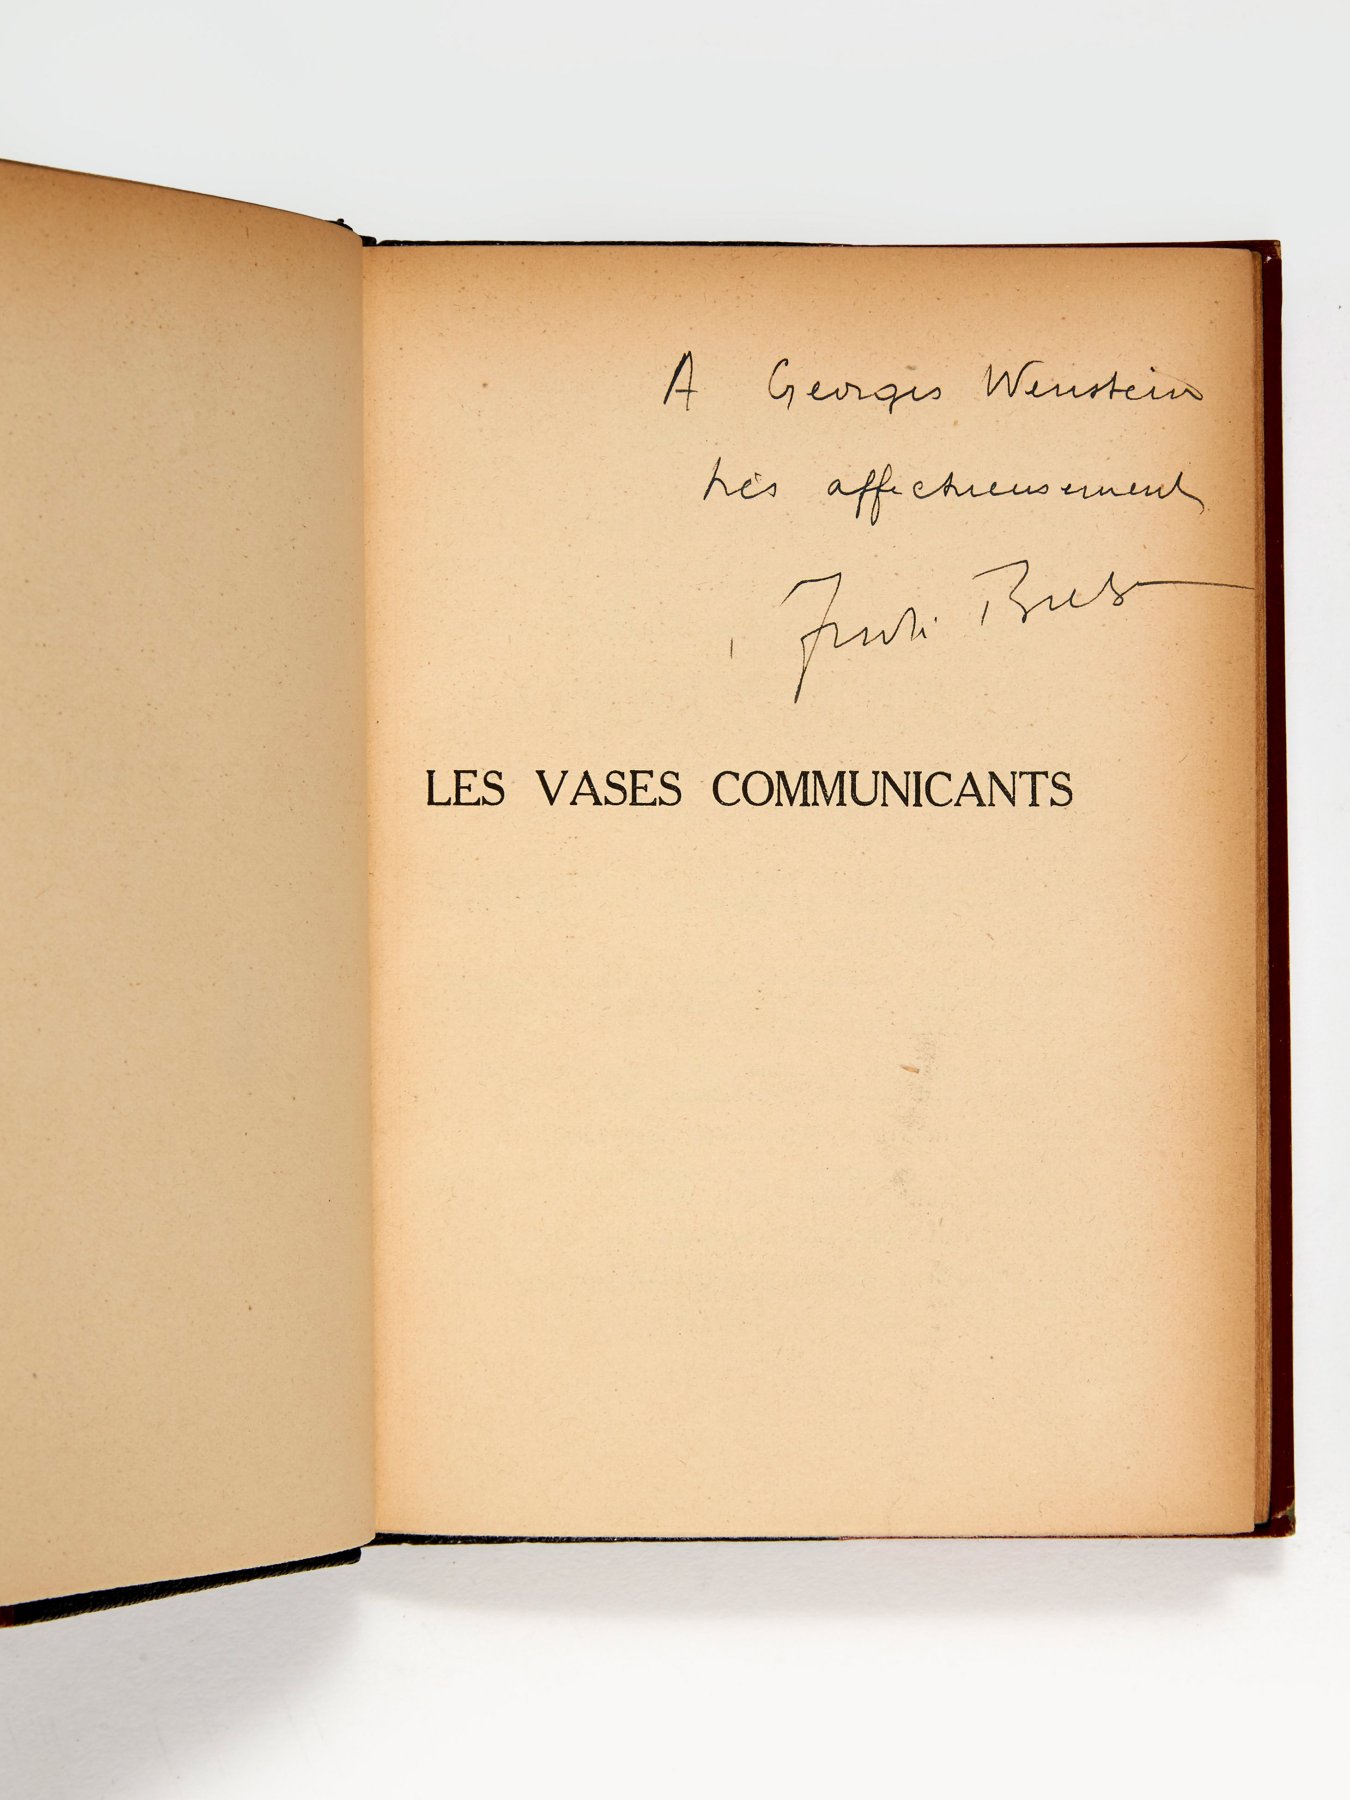 A Georges Wenstein
très affectueusement
André Breton
LES VASES COMMUNICANTS